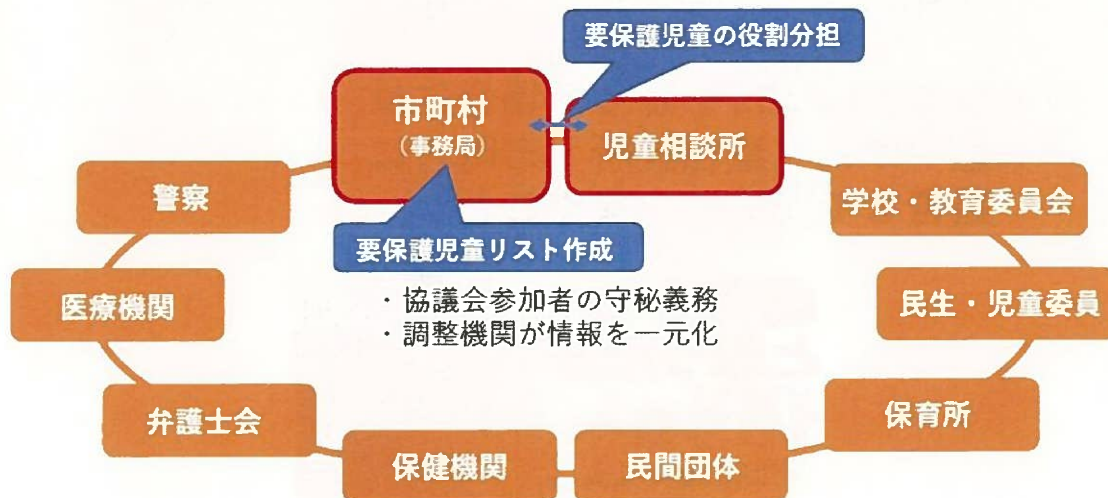 要保護児童の役割分担
市町村
（事務局）
児童相談所
警察
学校・教育委員会
要保護児童リスト作成
・協議会参加者の守秘義務
・調整機関が情報を一元化
医療機関
民生・児童委員
弁護士会
保育所
保健機関
民間団体